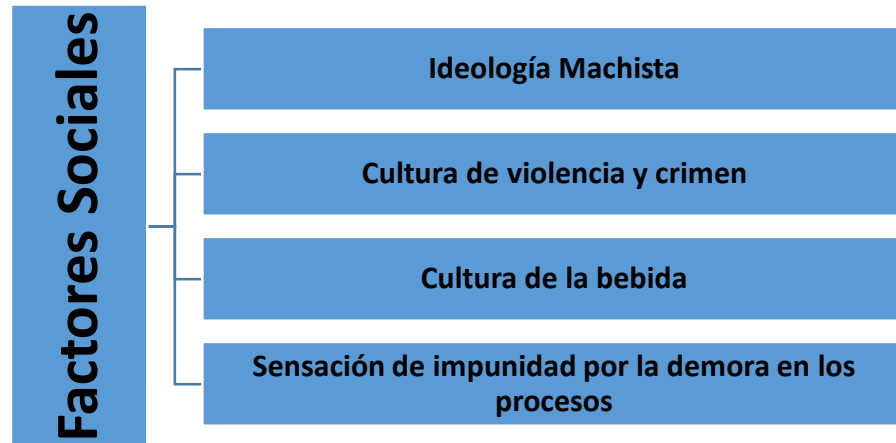 Factores Sociales
Ideología Machista
Cultura de violencia y crimen
Cultura de la bebida
Sensación de impunidad por la demora en los
procesos